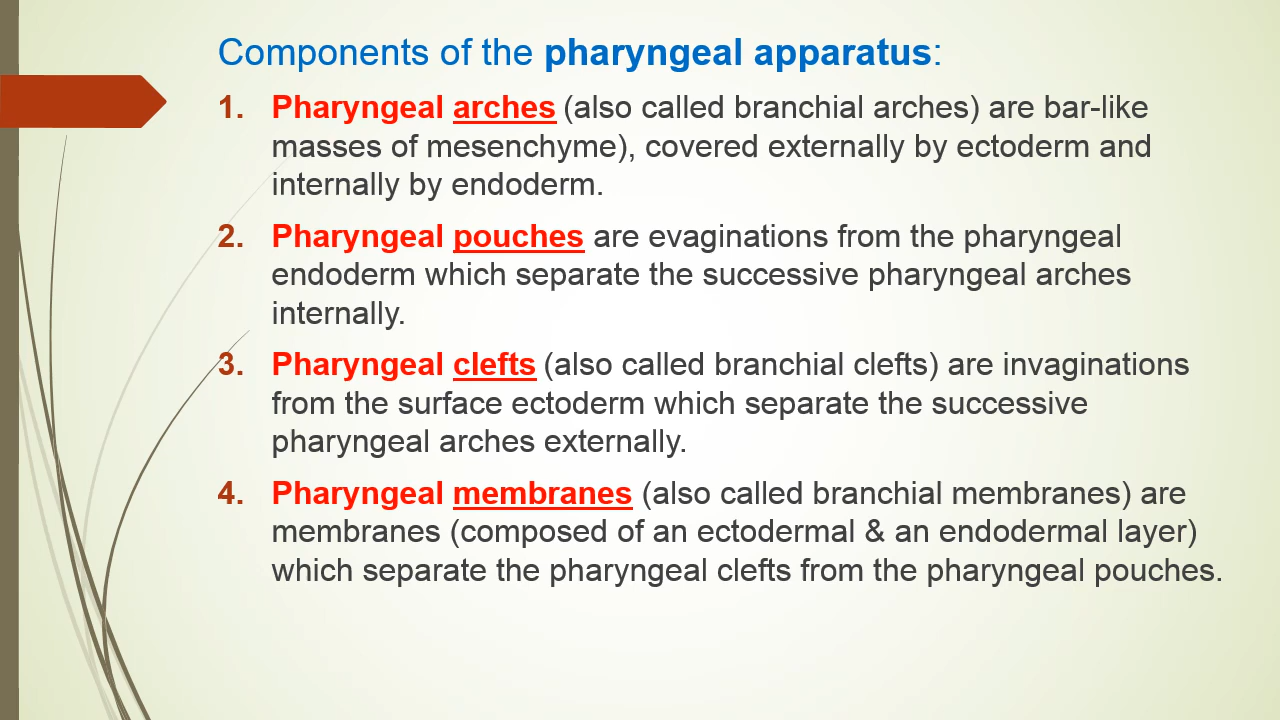 Components of the pharyngeal apparatus:
1. Pharyngeal arches (also called branchial arches) are bar-like
masses of mesenchyme), covered externally by ectoderm and
internally by endoderm.
2. Pharyngeal pouches are evaginations from the pharyngeal
endoderm which separate the successive pharyngeal arches
internally.
3. Pharyngeal clefts (also called branchial clefts) are invaginations
from the surface ectoderm which separate the successive
pharyngeal arches externally.
4. Pharyngeal membranes (also called branchial membranes) are
membranes (composed of an ectodermal & an endodermal layer)
which separate the pharyngeal clefts from the pharyngeal pouches.